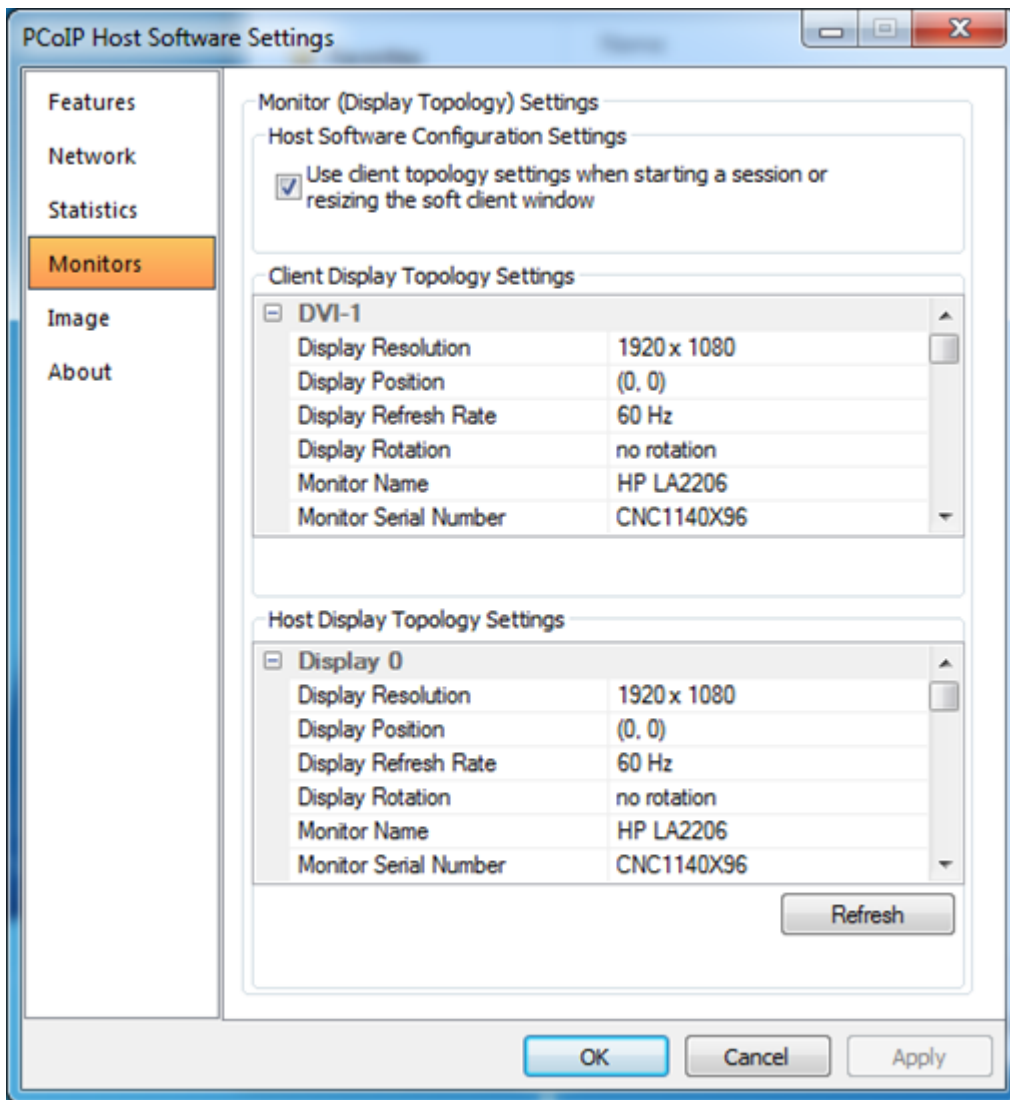 PCoIP Host Software Settings
Features
Network
Statistics
Monitors
Image
About
Monitor (Display Topology) Settings
Host Software Configuration Settings
Use client topology settings when starting a session or
resizing the soft client window
Client Display Topology Settings
DVI-1
Display Resolution 1920 x 1080
Display Position (0, 0)
Display Refresh Rate 60 Hz
Display Rotation no rotation
Monitor Name HP LA2206
Monitor Serial Number CNC1140X96
Host Display Topology Settings
Display 0
Display Resolution 1920 x 1080
Display Position (0, 0)
Display Refresh Rate 60 Hz
Display Rotation no rotation
Monitor Name HP LA2206
Monitor Serial Number CNC1140X96
Refresh
OK Cancel Apply